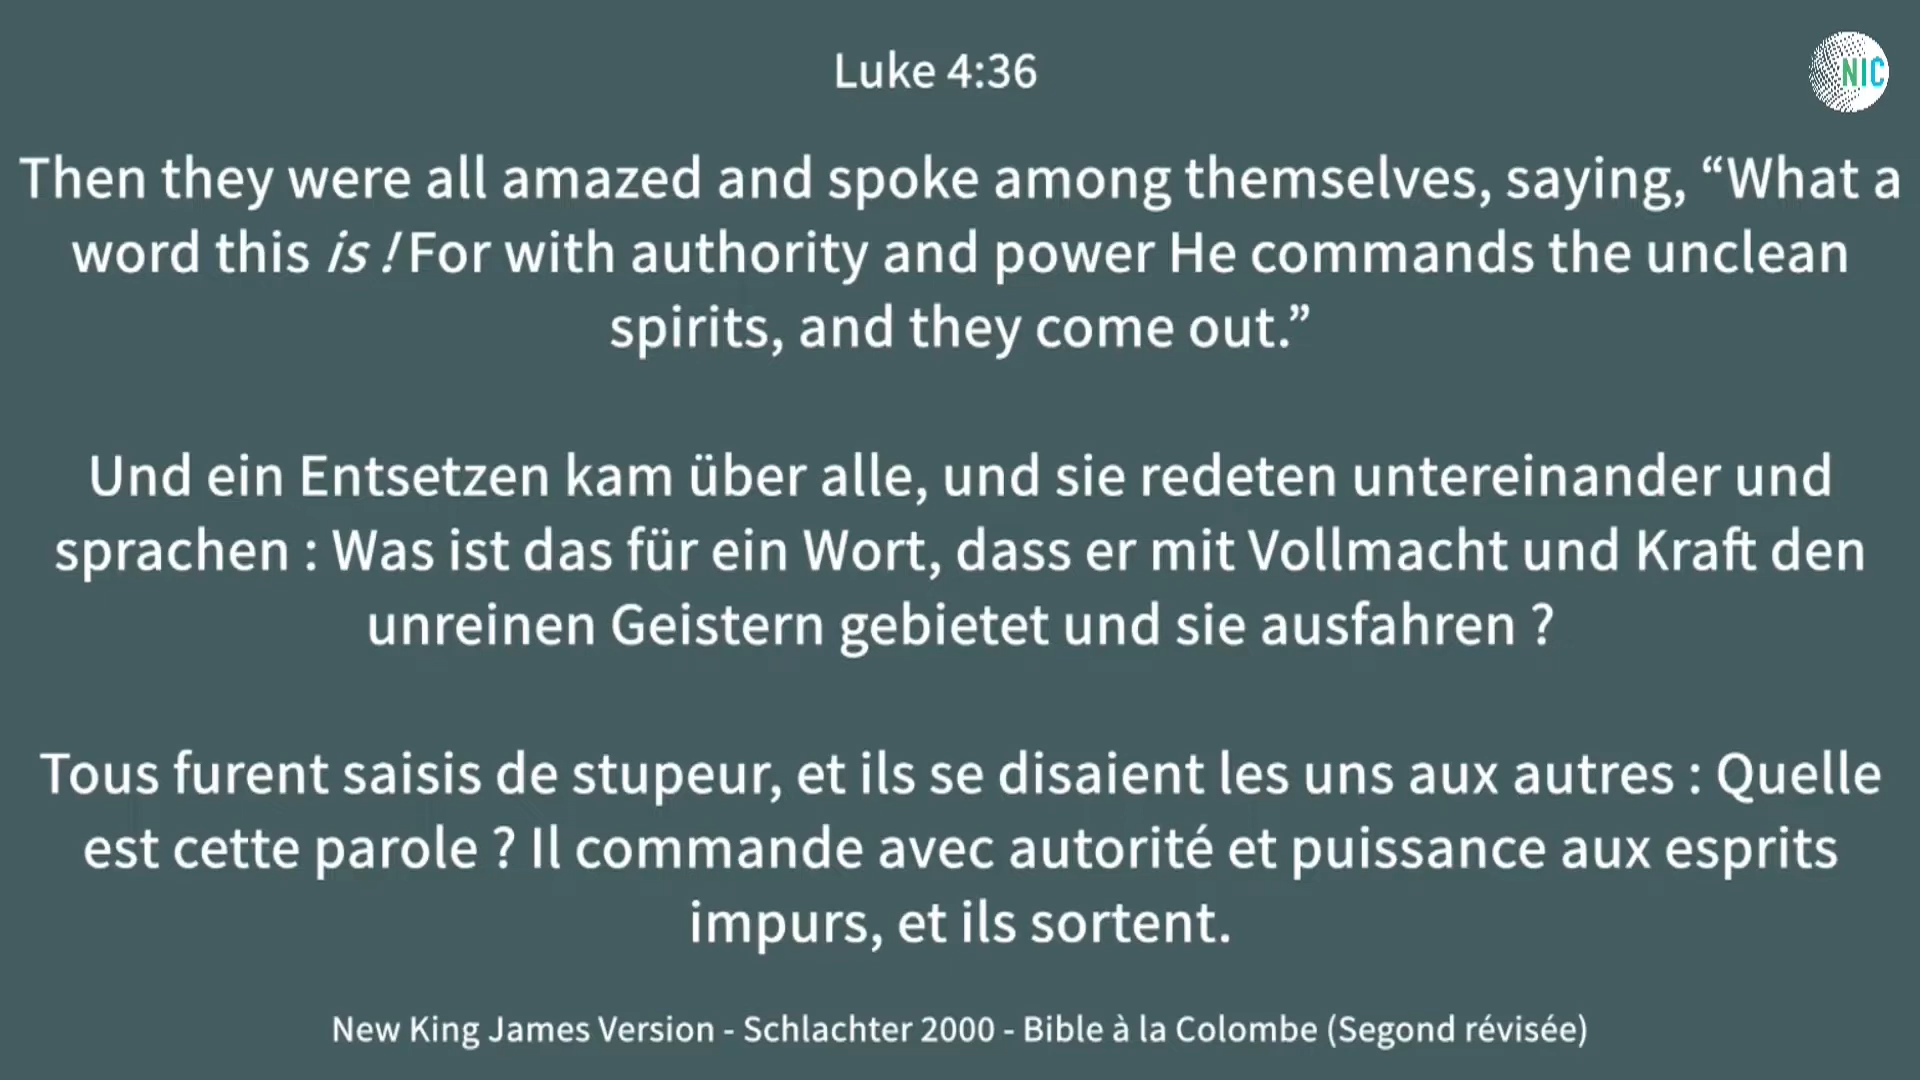 Luke 4:36
NIC
Then they were all amazed and spoke among themselves, saying, “What a
word this is ! For with authority and power He commands the unclean
spirits, and they come out.”
Und ein Entsetzen kam über alle, und sie redeten untereinander und
sprachen : Was ist das für ein Wort, dass er mit Vollmacht und Kraft den
unreinen Geistern gebietet und sie ausfahren ?
Tous furent saisis de stupeur, et ils se disaient les uns aux autres : Quelle
est cette parole ? Il commande avec autorité et puissance aux esprits
impurs, et ils sortent.
New King James Version - Schlachter 2000 - Bible à la Colombe (Segond révisée)